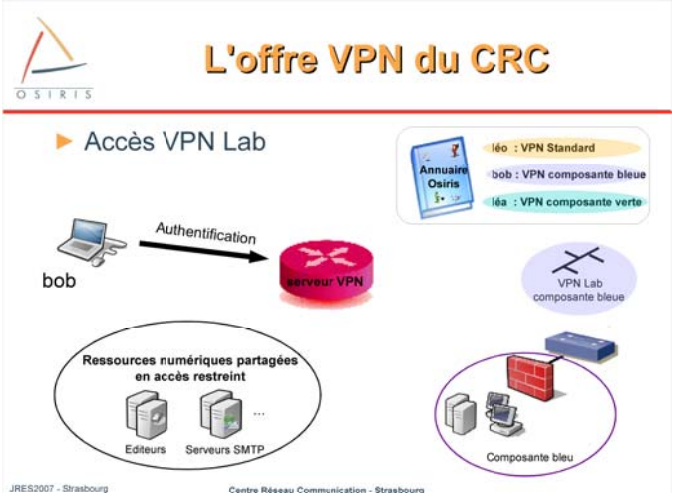 OSIRIS
L'offre VPN du CRC
► Accès VPN Lab
Annuaire
Osiris
léo : VPN Standard
bob : VPN composante bleue
léa : VPN composante verte
Authentification
bob
serveur VPN
VPN Lab
composante bleue
Ressources numériques partagées
en accès restreint
...
Editeurs
Serveurs SMTP
Composante bleu
JRES2007 - Strasbourg
Centre Réseau Communication - Strasbourg